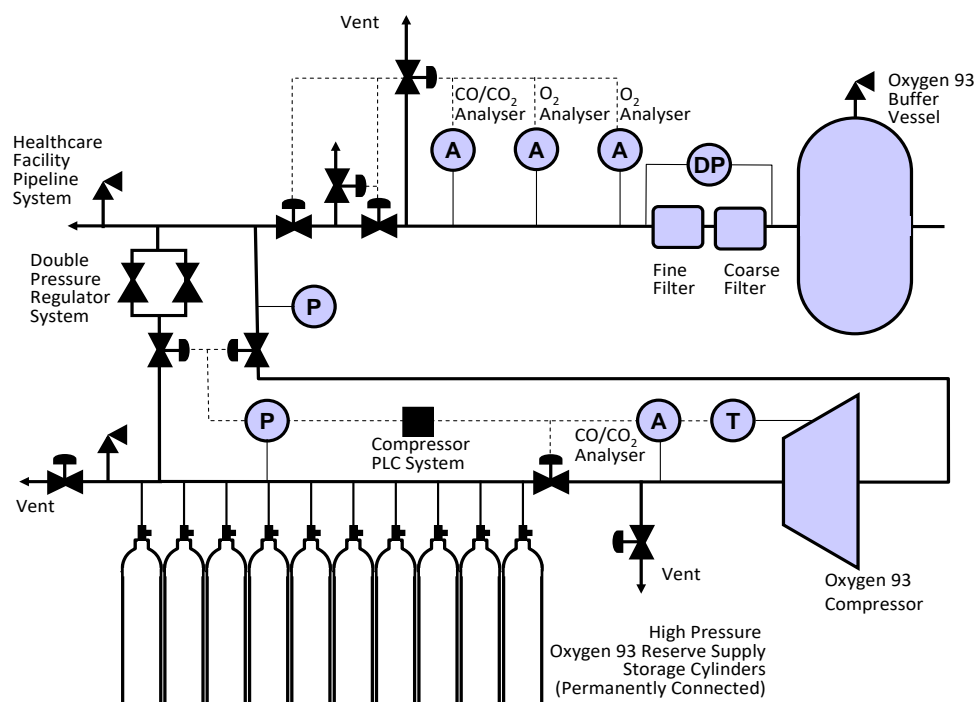 Vent
CO/CO2
Analyser
O2
Analyser
O2
Analyser
Oxygen 93
Buffer
Vessel
A
A
A
DP
Healthcare
Facility
Pipeline
System
Fine
Filter
Coarse
Filter
Double
Pressure
Regulator
System
P
P
Compressor
PLC System
CO/CO2
Analyser
A
T
Vent
Vent
Oxygen 93
Compressor
High Pressure
Oxygen 93 Reserve Supply
Storage Cylinders
(Permanently Connected)